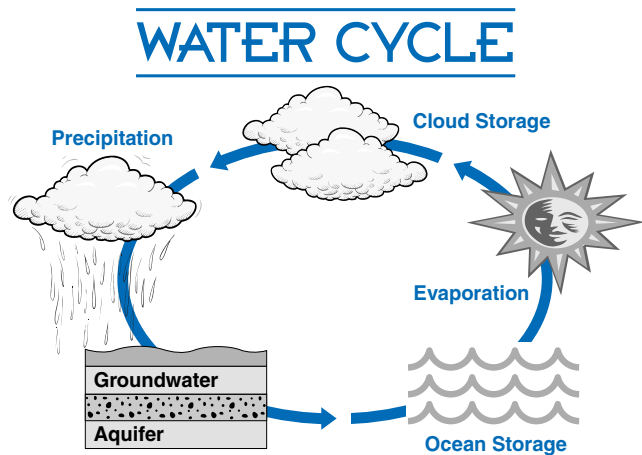 WATER CYCLE
Cloud Storage
Precipitation
Evaporation
Groundwater
Aquifer
Ocean Storage